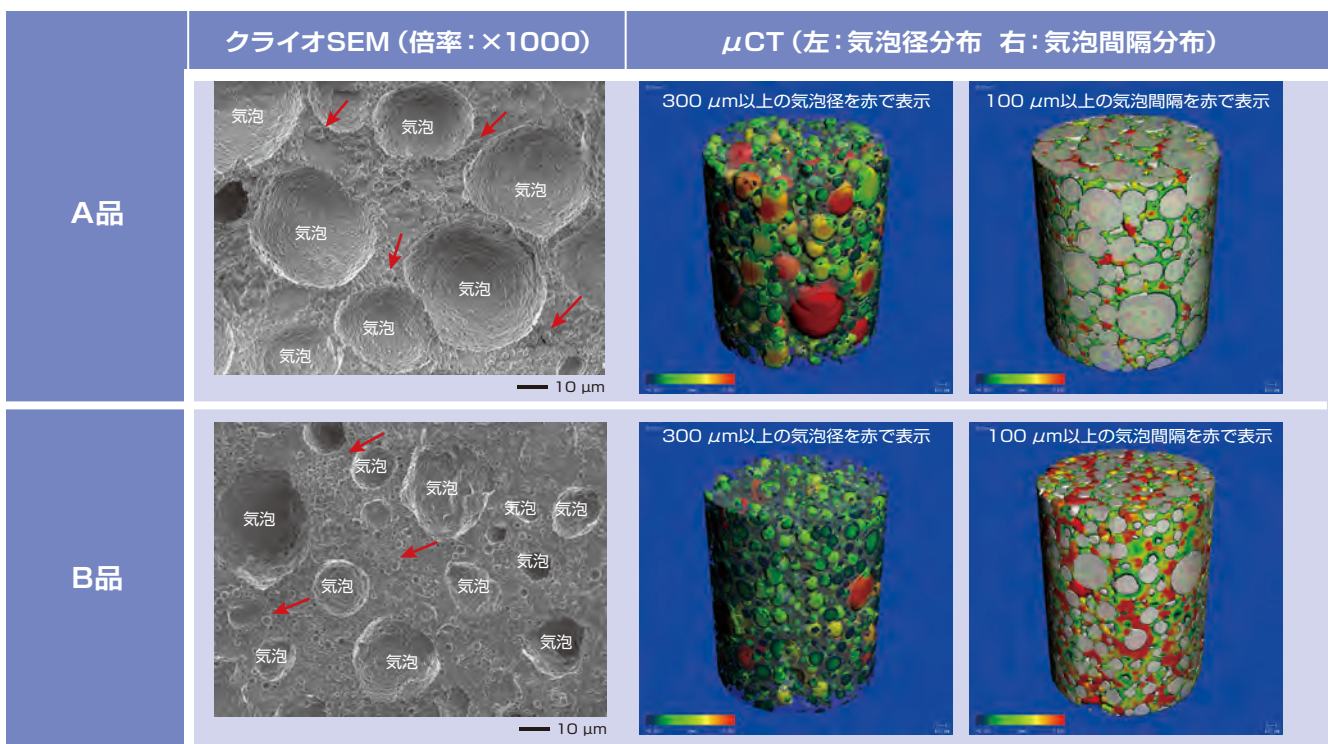 クライオSEM(倍率:×1000)
μCT(左:気泡径分布 右:気泡間隔分布)
A品
気泡
気泡
気泡
気泡
気泡
気泡
気泡
10 μm
300 μm以上の気泡径を赤で表示
100 μm以上の気泡間隔を赤で表示
B品
気泡
気泡
気泡
気泡
気泡
気泡
気泡
気泡
気泡
気泡
気泡
10 μm
300 μm以上の気泡径を赤で表示
100 μm以上の気泡間隔を赤で表示